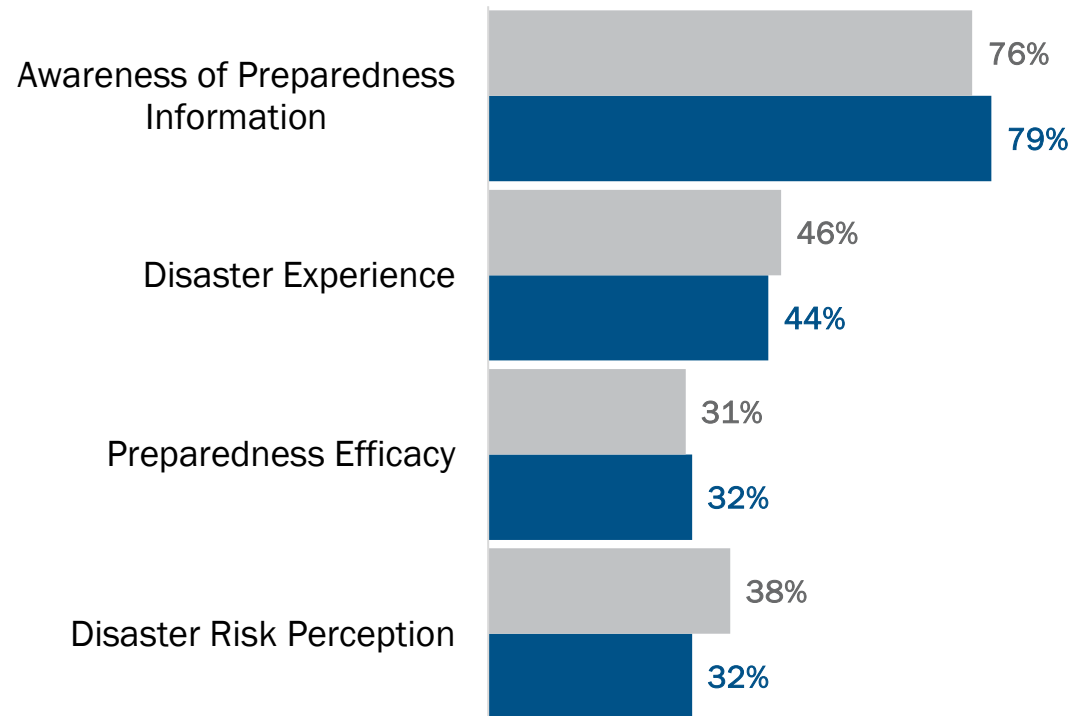 76%
Awareness of Preparedness
Information
79%
46%
Disaster Experience
44%
31%
Preparedness Efficacy
32%
38%
Disaster Risk Perception
32%